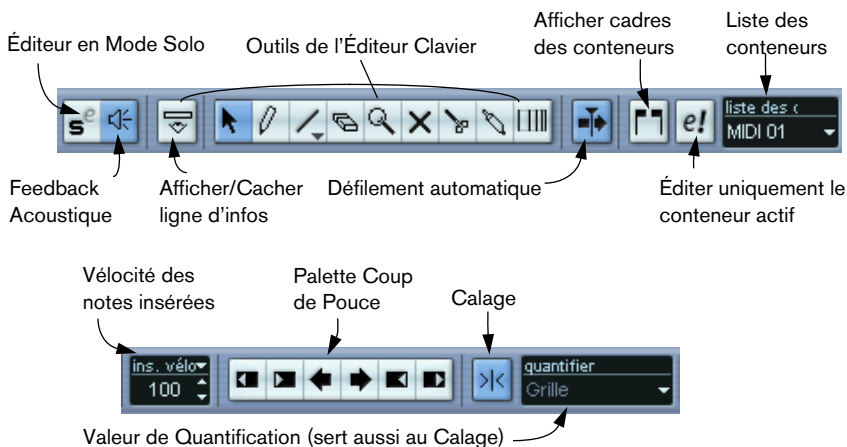 Afficher cadres
des conteneurs
Liste des
conteneurs
Éditeur en Mode Solo
Outils de l'Éditeur Clavier
se
e!
liste des c
MIDI 01
Feedback
Acoustique
Afficher/Cacher
ligne d'infos
Défilement automatique
Éditer uniquement le
conteneur actif
Vélocité des
notes insérées
Palette Coup
de Pouce
Calage
ins. vélo
100
quantifier
Grille
Valeur de Quantification (sert aussi au Calage)